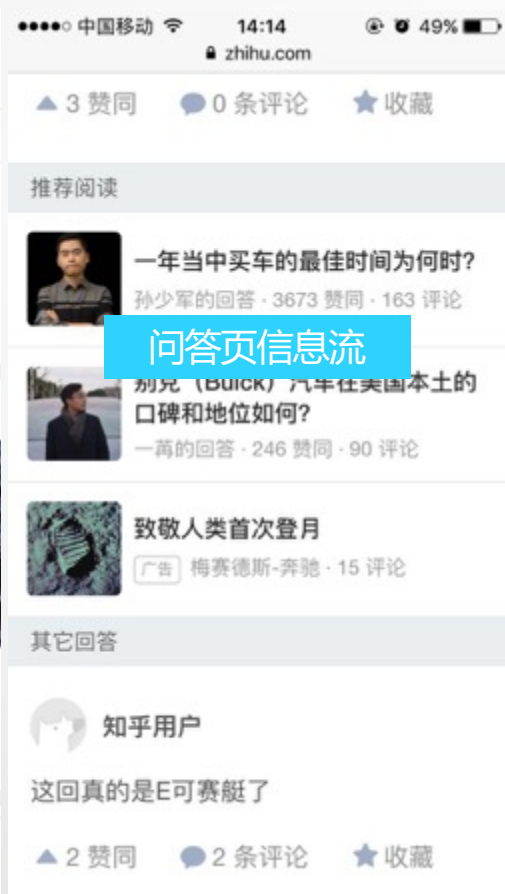 中国移动
14:14
49%
zhihu.com
3 赞同
0 条评论
收藏
推荐阅读
一年当中买车的最佳时间为何时?
孙少军的回答 · 3673 赞同 · 163 评论
问答页信息流
别克（Buick）汽车在美国本土的
口碑和地位如何?
一苒的回答 · 246 赞同 · 90 评论
致敬人类首次登月
广告 梅赛德斯-奔驰 · 15 评论
其它回答
知乎用户
这回真的是E可赛艇了
2 赞同
2 条评论
收藏